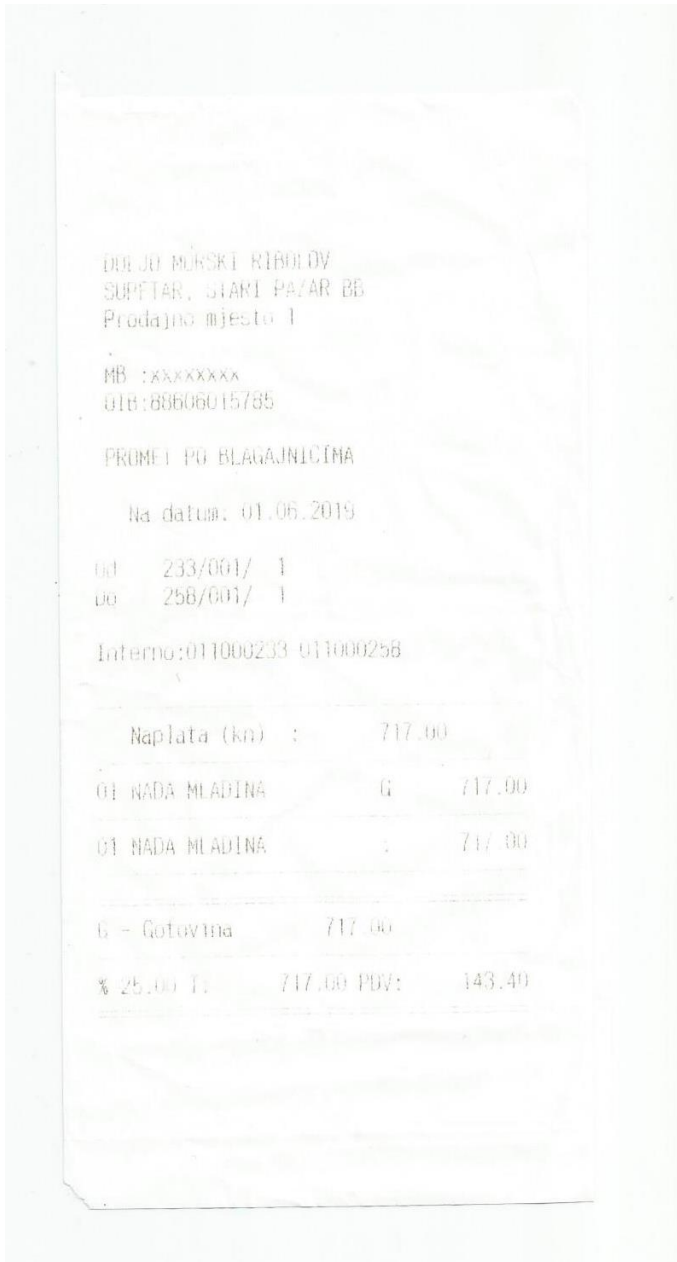 MORSKI RIBOLOV
SUPETAR, STARI PAZAR BB
Prodajno mjesto 1
MB :xxxxxxxx
OIB:88606015785
PROMET PO BLAGAJNICIMA
Na datum: 01.06.2019
Od 233/001/ 1
Do 258/001/ 1
Interno:011000233 011000258
Naplata (kn) : 717.00
01 NADA MLADINA G 717.00
01 NADA MLADINA : 717.00
G - Gotovina 717.00
% 25.00 T: 717.00 PDV: 143.40